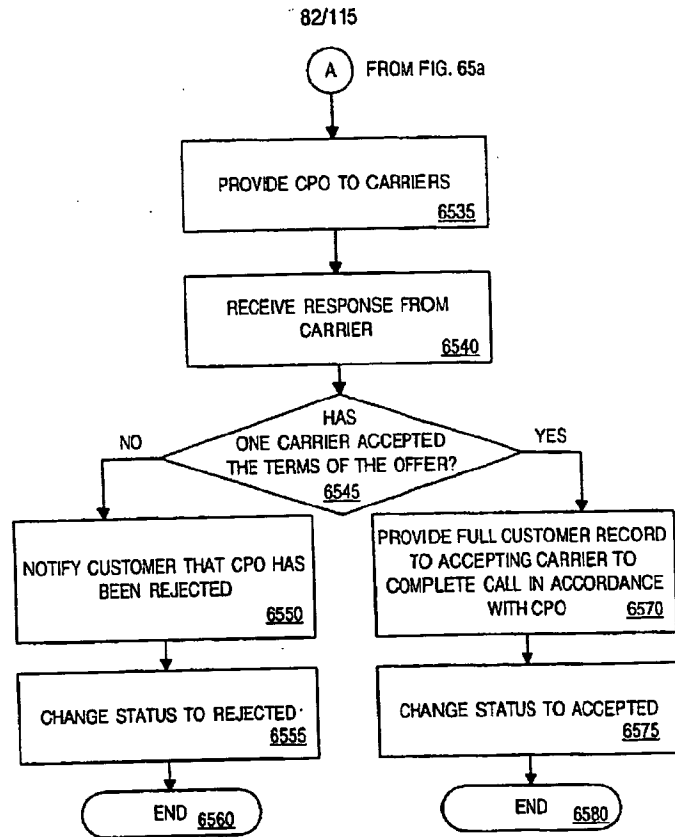 82/115
A FROM FIG. 65a
PROVIDE CPO TO CARRIERS
6535
RECEIVE RESPONSE FROM
CARRIER
6540
HAS
ONE CARRIER ACCEPTED
THE TERMS OF THE OFFER?
6545
NO
YES
NOTIFY CUSTOMER THAT CPO HAS
BEEN REJECTED
6550
CHANGE STATUS TO REJECTED
6555
END 6560
PROVIDE FULL CUSTOMER RECORD
TO ACCEPTING CARRIER TO
COMPLETE CALL IN ACCORDANCE
WITH CPO 6570
CHANGE STATUS TO ACCEPTED
6575
END 6580